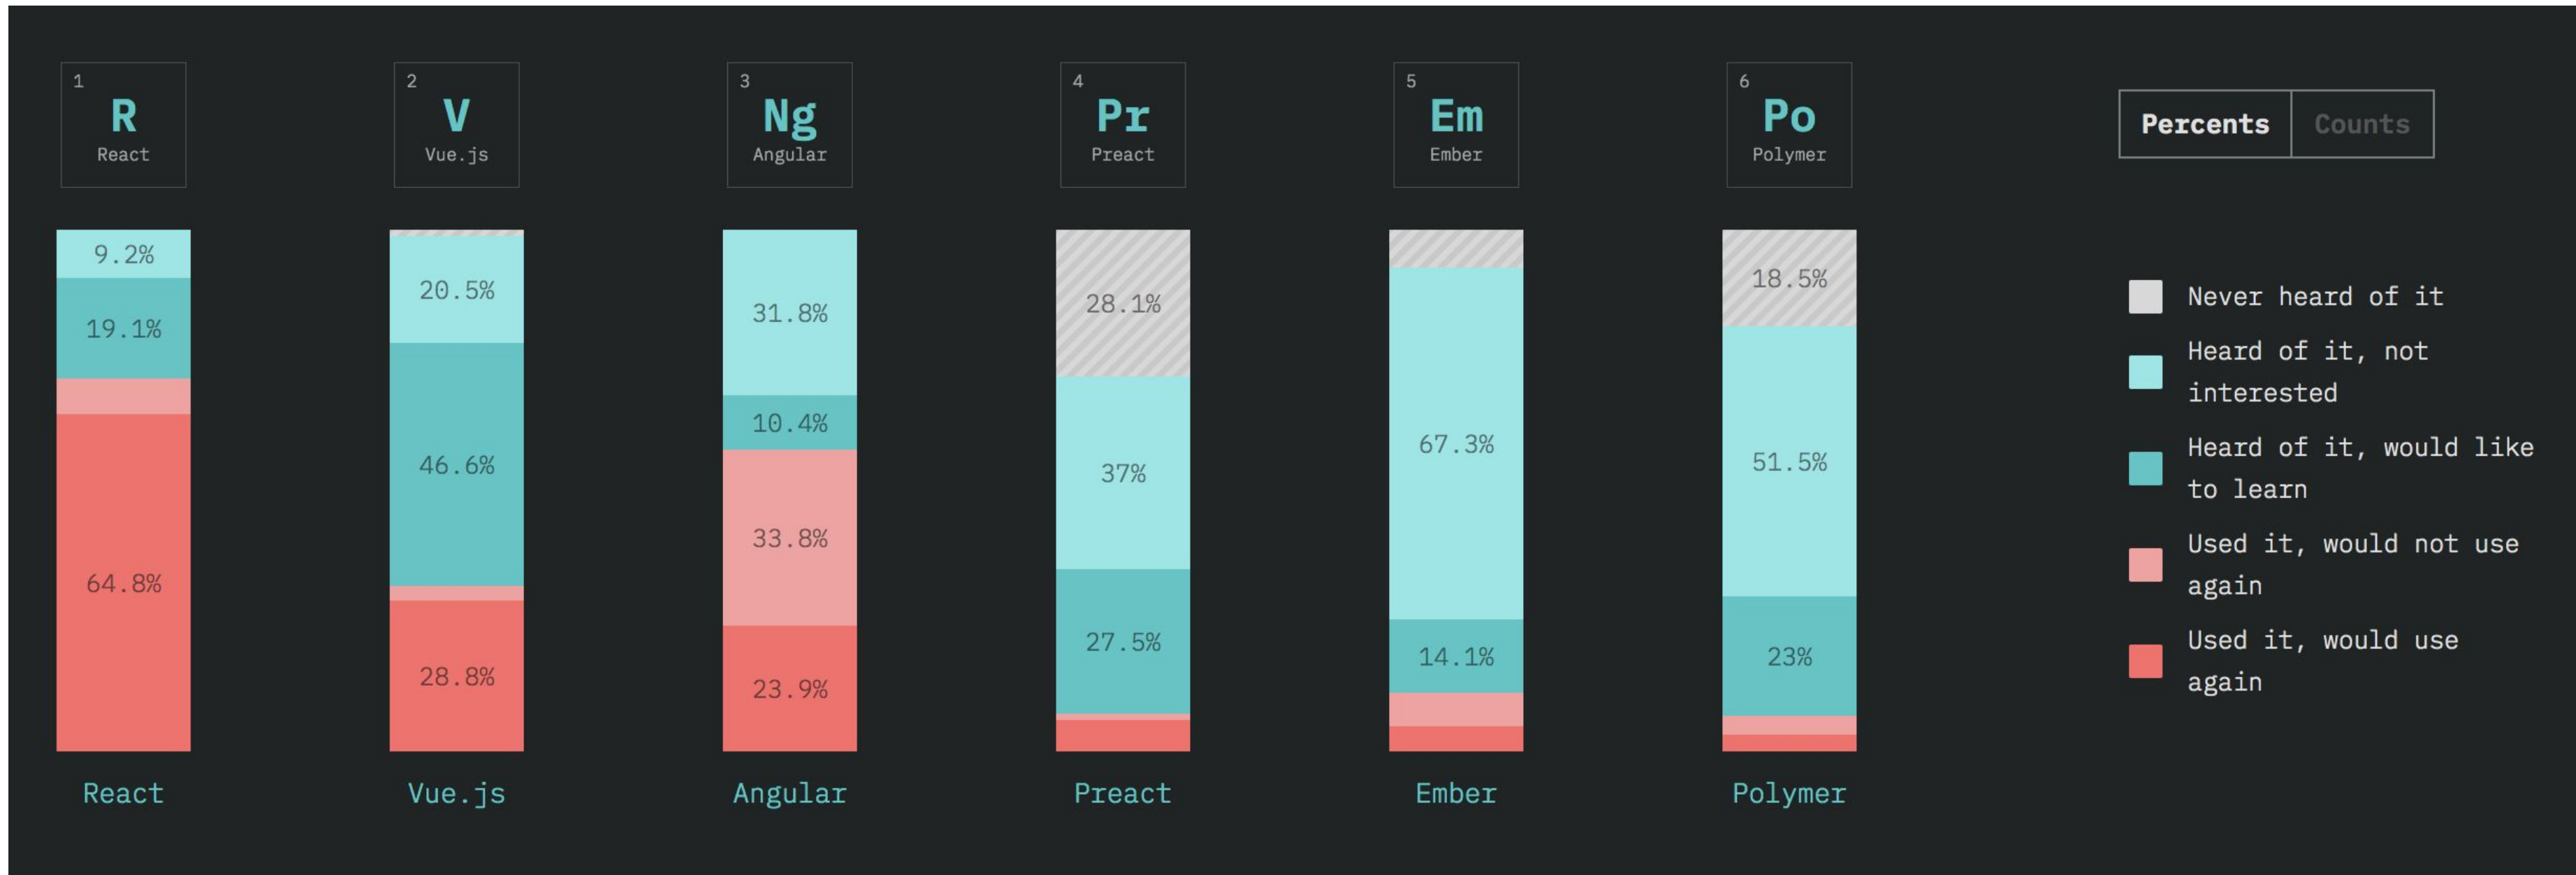 1
R
React
2
V
Vue.js
3
Ng
Angular
4
Pr
Preact
5
Em
Ember
6
Po
Polymer
Percents Counts
9.2%
19.1%
64.8%
React
20.5%
46.6%
28.8%
Vue.js
31.8%
10.4%
33.8%
23.9%
Angular
28.1%
37%
27.5%
Preact
67.3%
14.1%
Ember
18.5%
51.5%
23%
Polymer
Never heard of it
Heard of it, not
interested
Heard of it, would like
to learn
Used it, would not use
again
Used it, would use
again